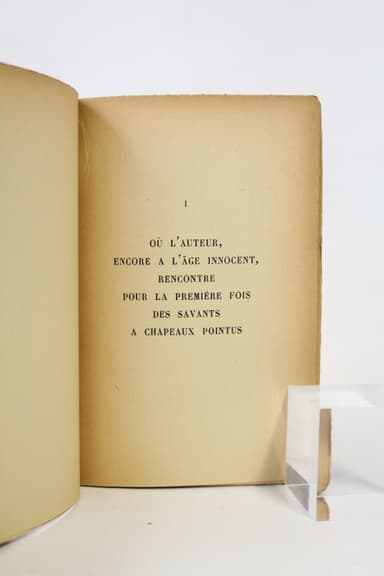 I
OÙ L'AUTEUR,
ENCORE A L'ÂGE INNOCENT,
RENCONTRE
POUR LA PREMIÈRE FOIS
DES SAVANTS
A CHAPEAUX POINTUS